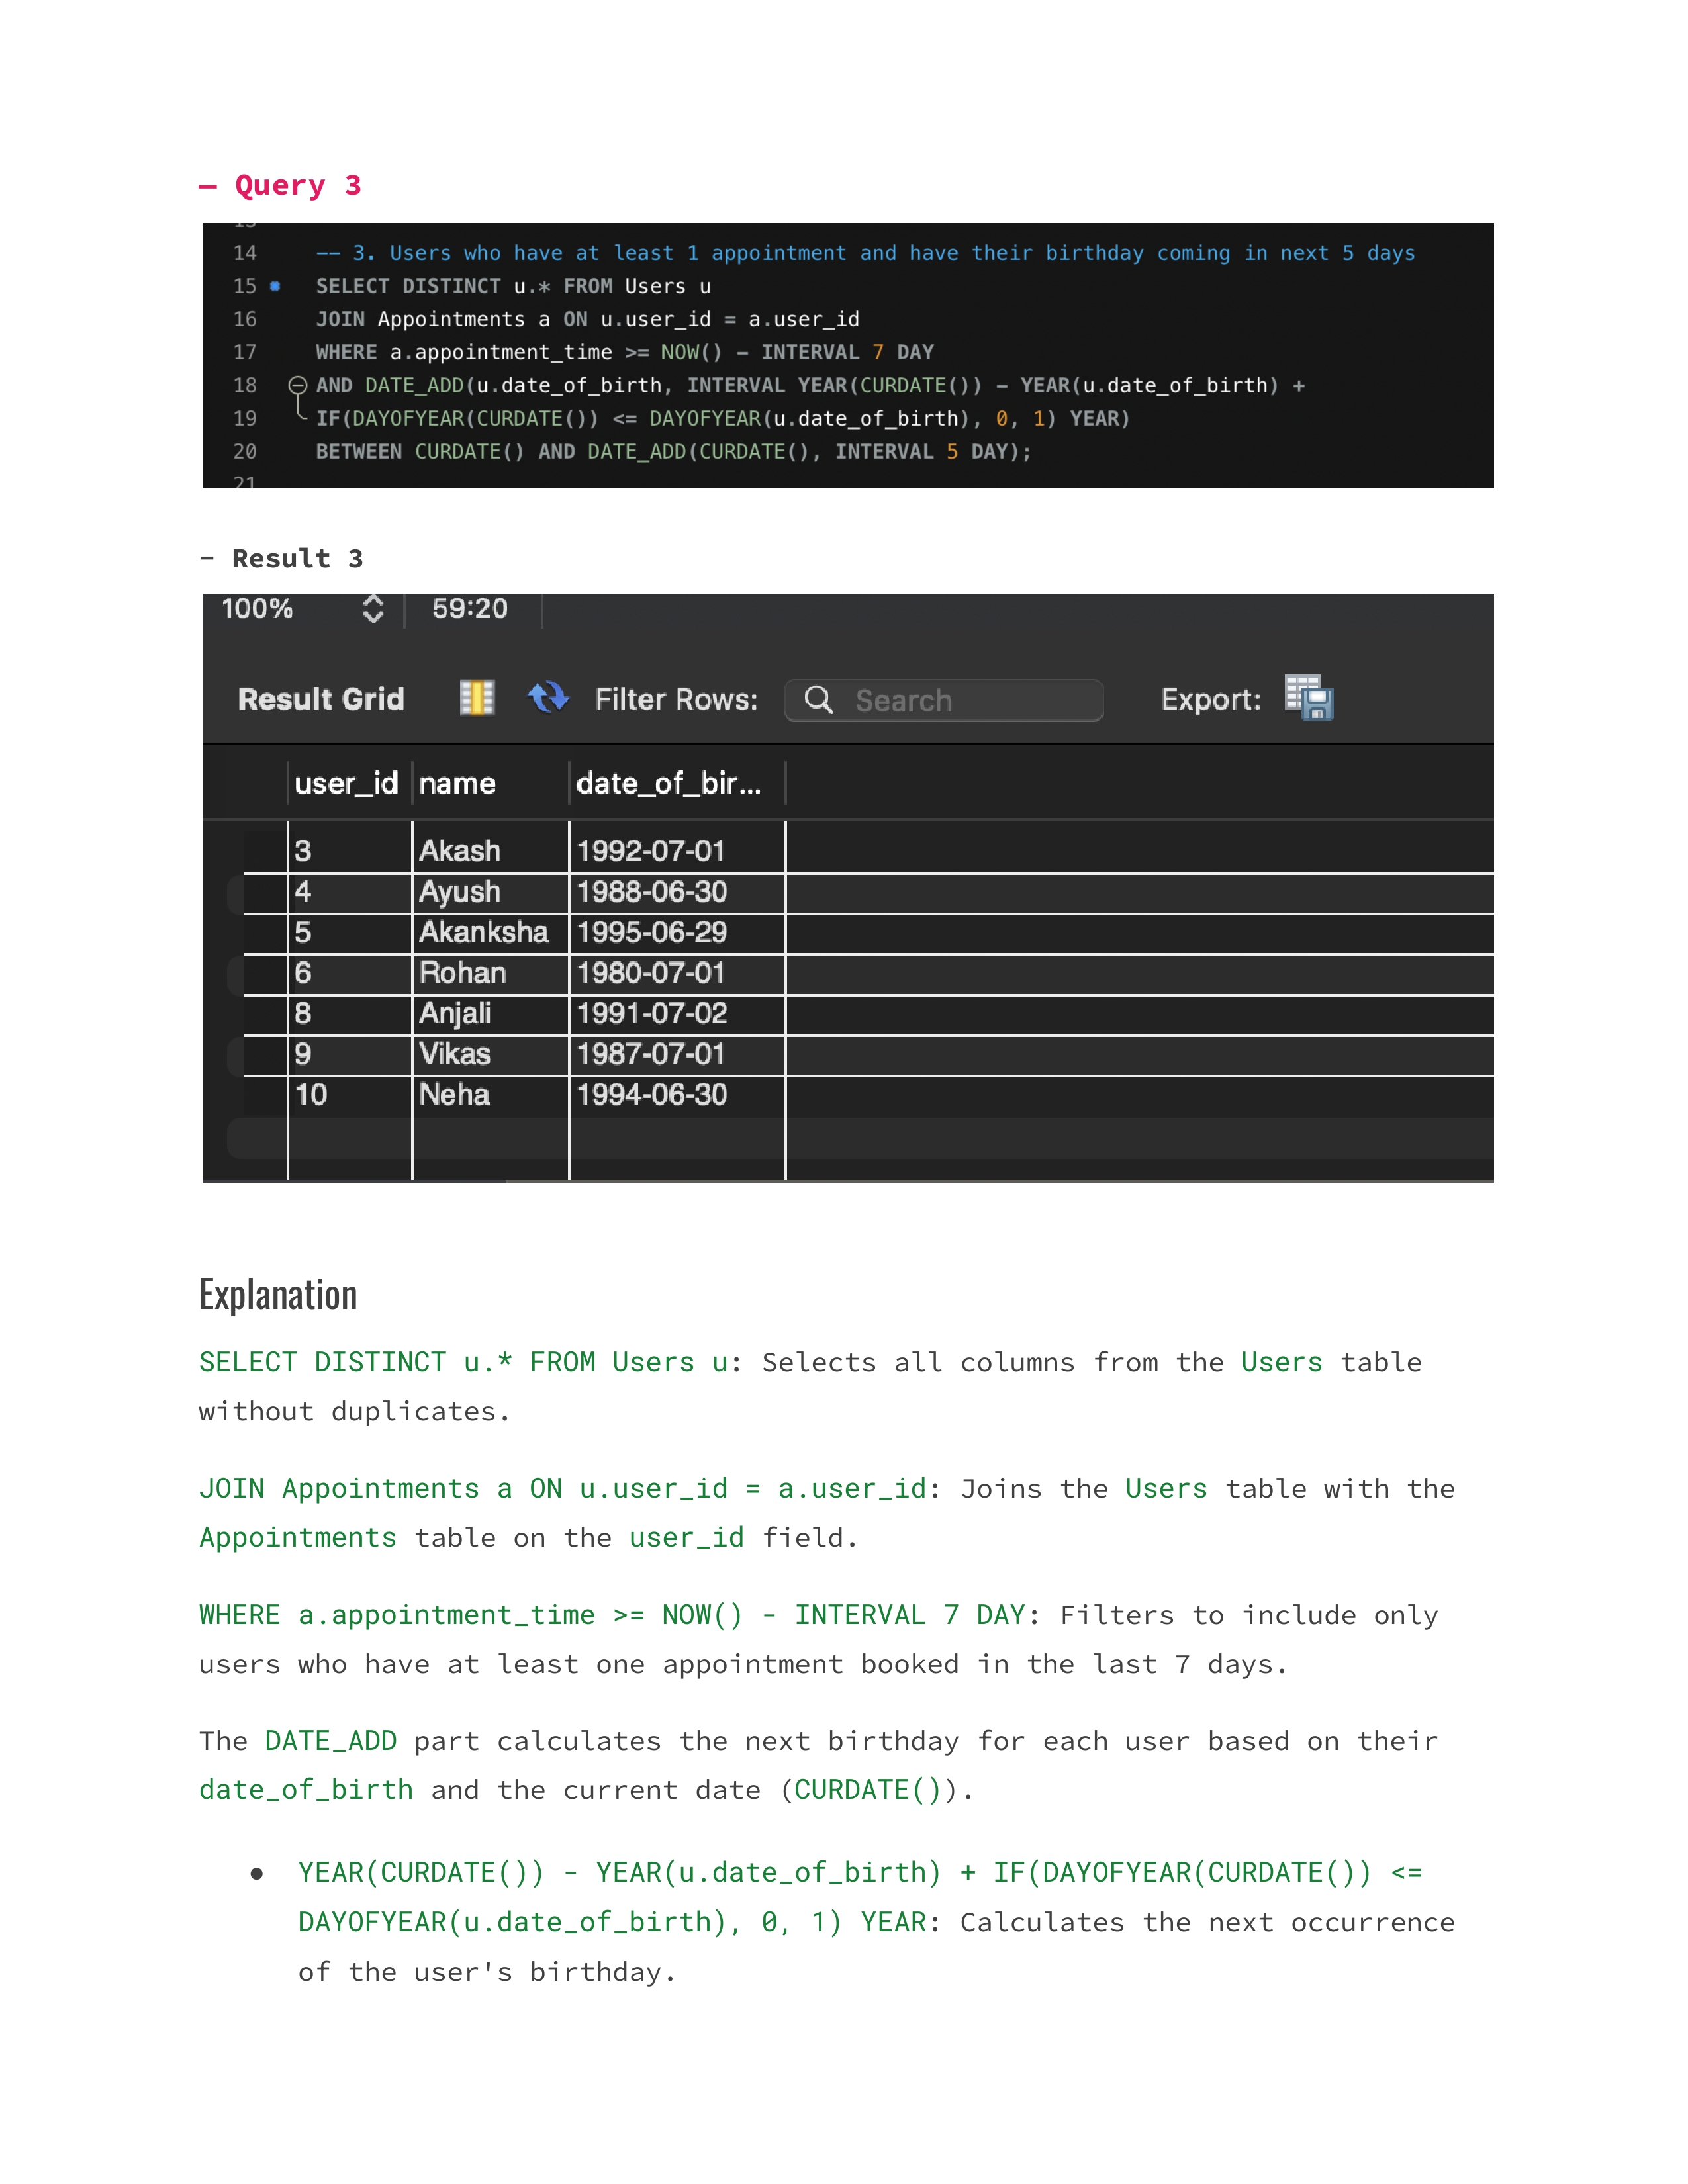 — Query 3
14 -- 3. Users who have at least 1 appointment and have their birthday coming in next 5 days
15 SELECT DISTINCT u.* FROM Users u
16 JOIN Appointments a ON u.user_id = a.user_id
17 WHERE a.appointment_time >= NOW() - INTERVAL 7 DAY
18 AND DATE_ADD(u.date_of_birth, INTERVAL YEAR(CURDATE()) - YEAR(u.date_of_birth) +
19 IF(DAYOFYEAR(CURDATE()) <= DAYOFYEAR(u.date_of_birth), 0, 1) YEAR)
20 BETWEEN CURDATE() AND DATE_ADD(CURDATE(), INTERVAL 5 DAY);
21
- Result 3
100% 59:20
Result Grid Filter Rows: Search Export:
user_id name date_of_bir...
3 Akash 1992-07-01
4 Ayush 1988-06-30
5 Akanksha 1995-06-29
6 Rohan 1980-07-01
8 Anjali 1991-07-02
9 Vikas 1987-07-01
10 Neha 1994-06-30
Explanation
SELECT DISTINCT u.* FROM Users u: Selects all columns from the Users table
without duplicates.
JOIN Appointments a ON u.user_id = a.user_id: Joins the Users table with the
Appointments table on the user_id field.
WHERE a.appointment_time >= NOW() - INTERVAL 7 DAY: Filters to include only
users who have at least one appointment booked in the last 7 days.
The DATE_ADD part calculates the next birthday for each user based on their
date_of_birth and the current date (CURDATE()).
● YEAR(CURDATE()) - YEAR(u.date_of_birth) + IF(DAYOFYEAR(CURDATE()) <=
DAYOFYEAR(u.date_of_birth), 0, 1) YEAR: Calculates the next occurrence
of the user's birthday.